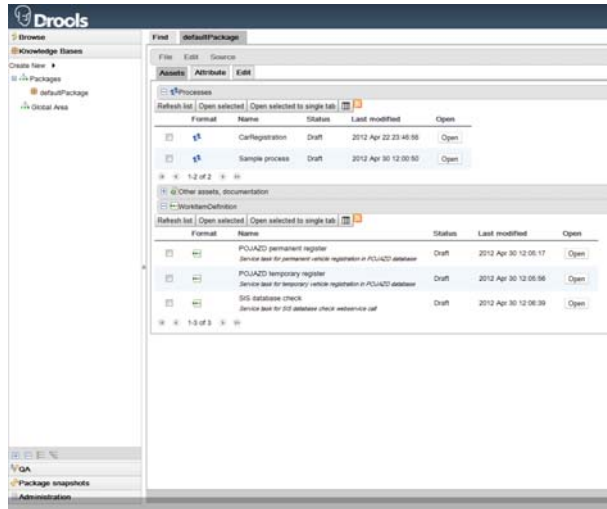 Drools
Browse
Knowledge Bases
Create New
Packages
defaultPackage
Global Area
QA
Package snapshots
Administration
Find defaultPackage
File Edit Source
Assets Attribute Edit
Processes
Refresh list Open selected Open selected to single tab
Format Name Status Last modified Open
CarRegistration Draft 2012 Apr 22 23:46:56 Open
Sample process Draft 2012 Apr 30 12:00:50 Open
1-2 of 2
Other assets, documentation
WorkItemDefinition
Refresh list Open selected Open selected to single tab
Format Name Status Last modified Open
POJAZD permanent register
Service task for permanent vehicle registration in POJAZD database
Draft 2012 Apr 30 12:06:17 Open
POJAZD temporary register
Service task for temporary vehicle registration in POJAZD database
Draft 2012 Apr 30 12:05:56 Open
SIS database check
Service task for SIS database check webservice call
Draft 2012 Apr 30 12:06:39 Open
1-3 of 3